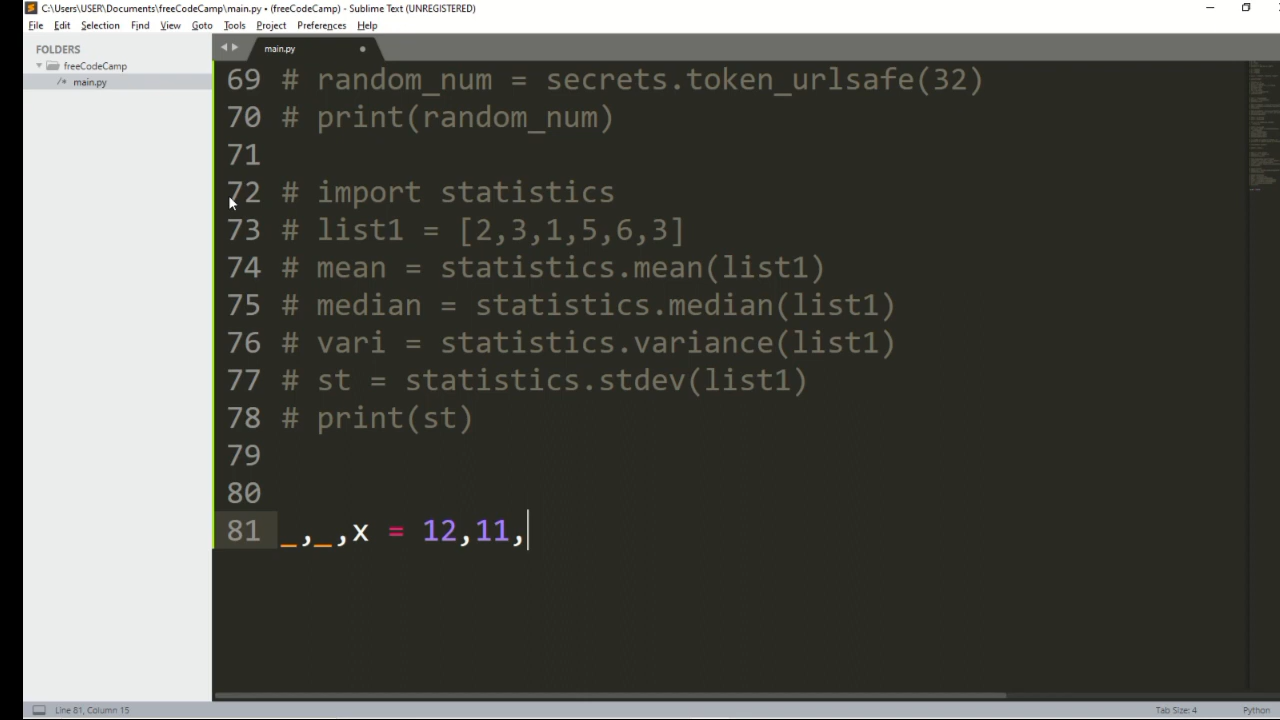 C:\Users\USER\Documents\freeCodeCamp\main.py • (freeCodeCamp) - Sublime Text (UNREGISTERED)
File Edit Selection Find View Goto Tools Project Preferences Help
FOLDERS
freeCodeCamp
/* main.py
main.py
69 # random_num = secrets.token_urlsafe(32)
70 # print(random_num)
71
72 # import statistics
73 # list1 = [2,3,1,5,6,3]
74 # mean = statistics.mean(list1)
75 # median = statistics.median(list1)
76 # vari = statistics.variance(list1)
77 # st = statistics.stdev(list1)
78 # print(st)
79
80
81 _,_,x = 12,11,
Line 81, Column 15 Tab Size: 4 Python